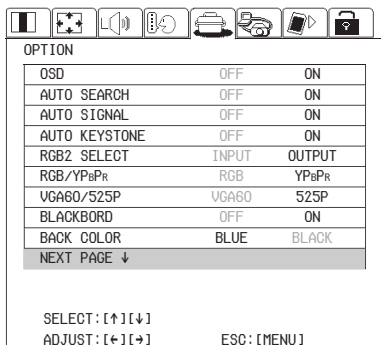 OPTION
OSD OFF ON
AUTO SEARCH OFF ON
AUTO SIGNAL OFF ON
AUTO KEYSTONE OFF ON
RGB2 SELECT INPUT OUTPUT
RGB/YPBPR RGB YPBPR
VGA60/525P VGA60 525P
BLACKBORD OFF ON
BACK COLOR BLUE BLACK
NEXT PAGE ↓
SELECT:[↑][↓]
ADJUST:[←][→] ESC:[MENU]